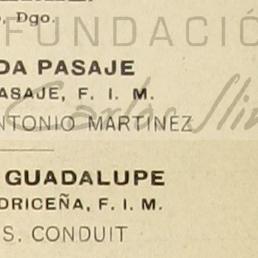 , Dgo.
FUNDACIÓ
DA PASAJE
ASAJE, F. I. M.
Carlos Slim
NTONIO MARTINEZ
GUADALUPE
DRICEÑA, F. I. M.
S. CONDUIT